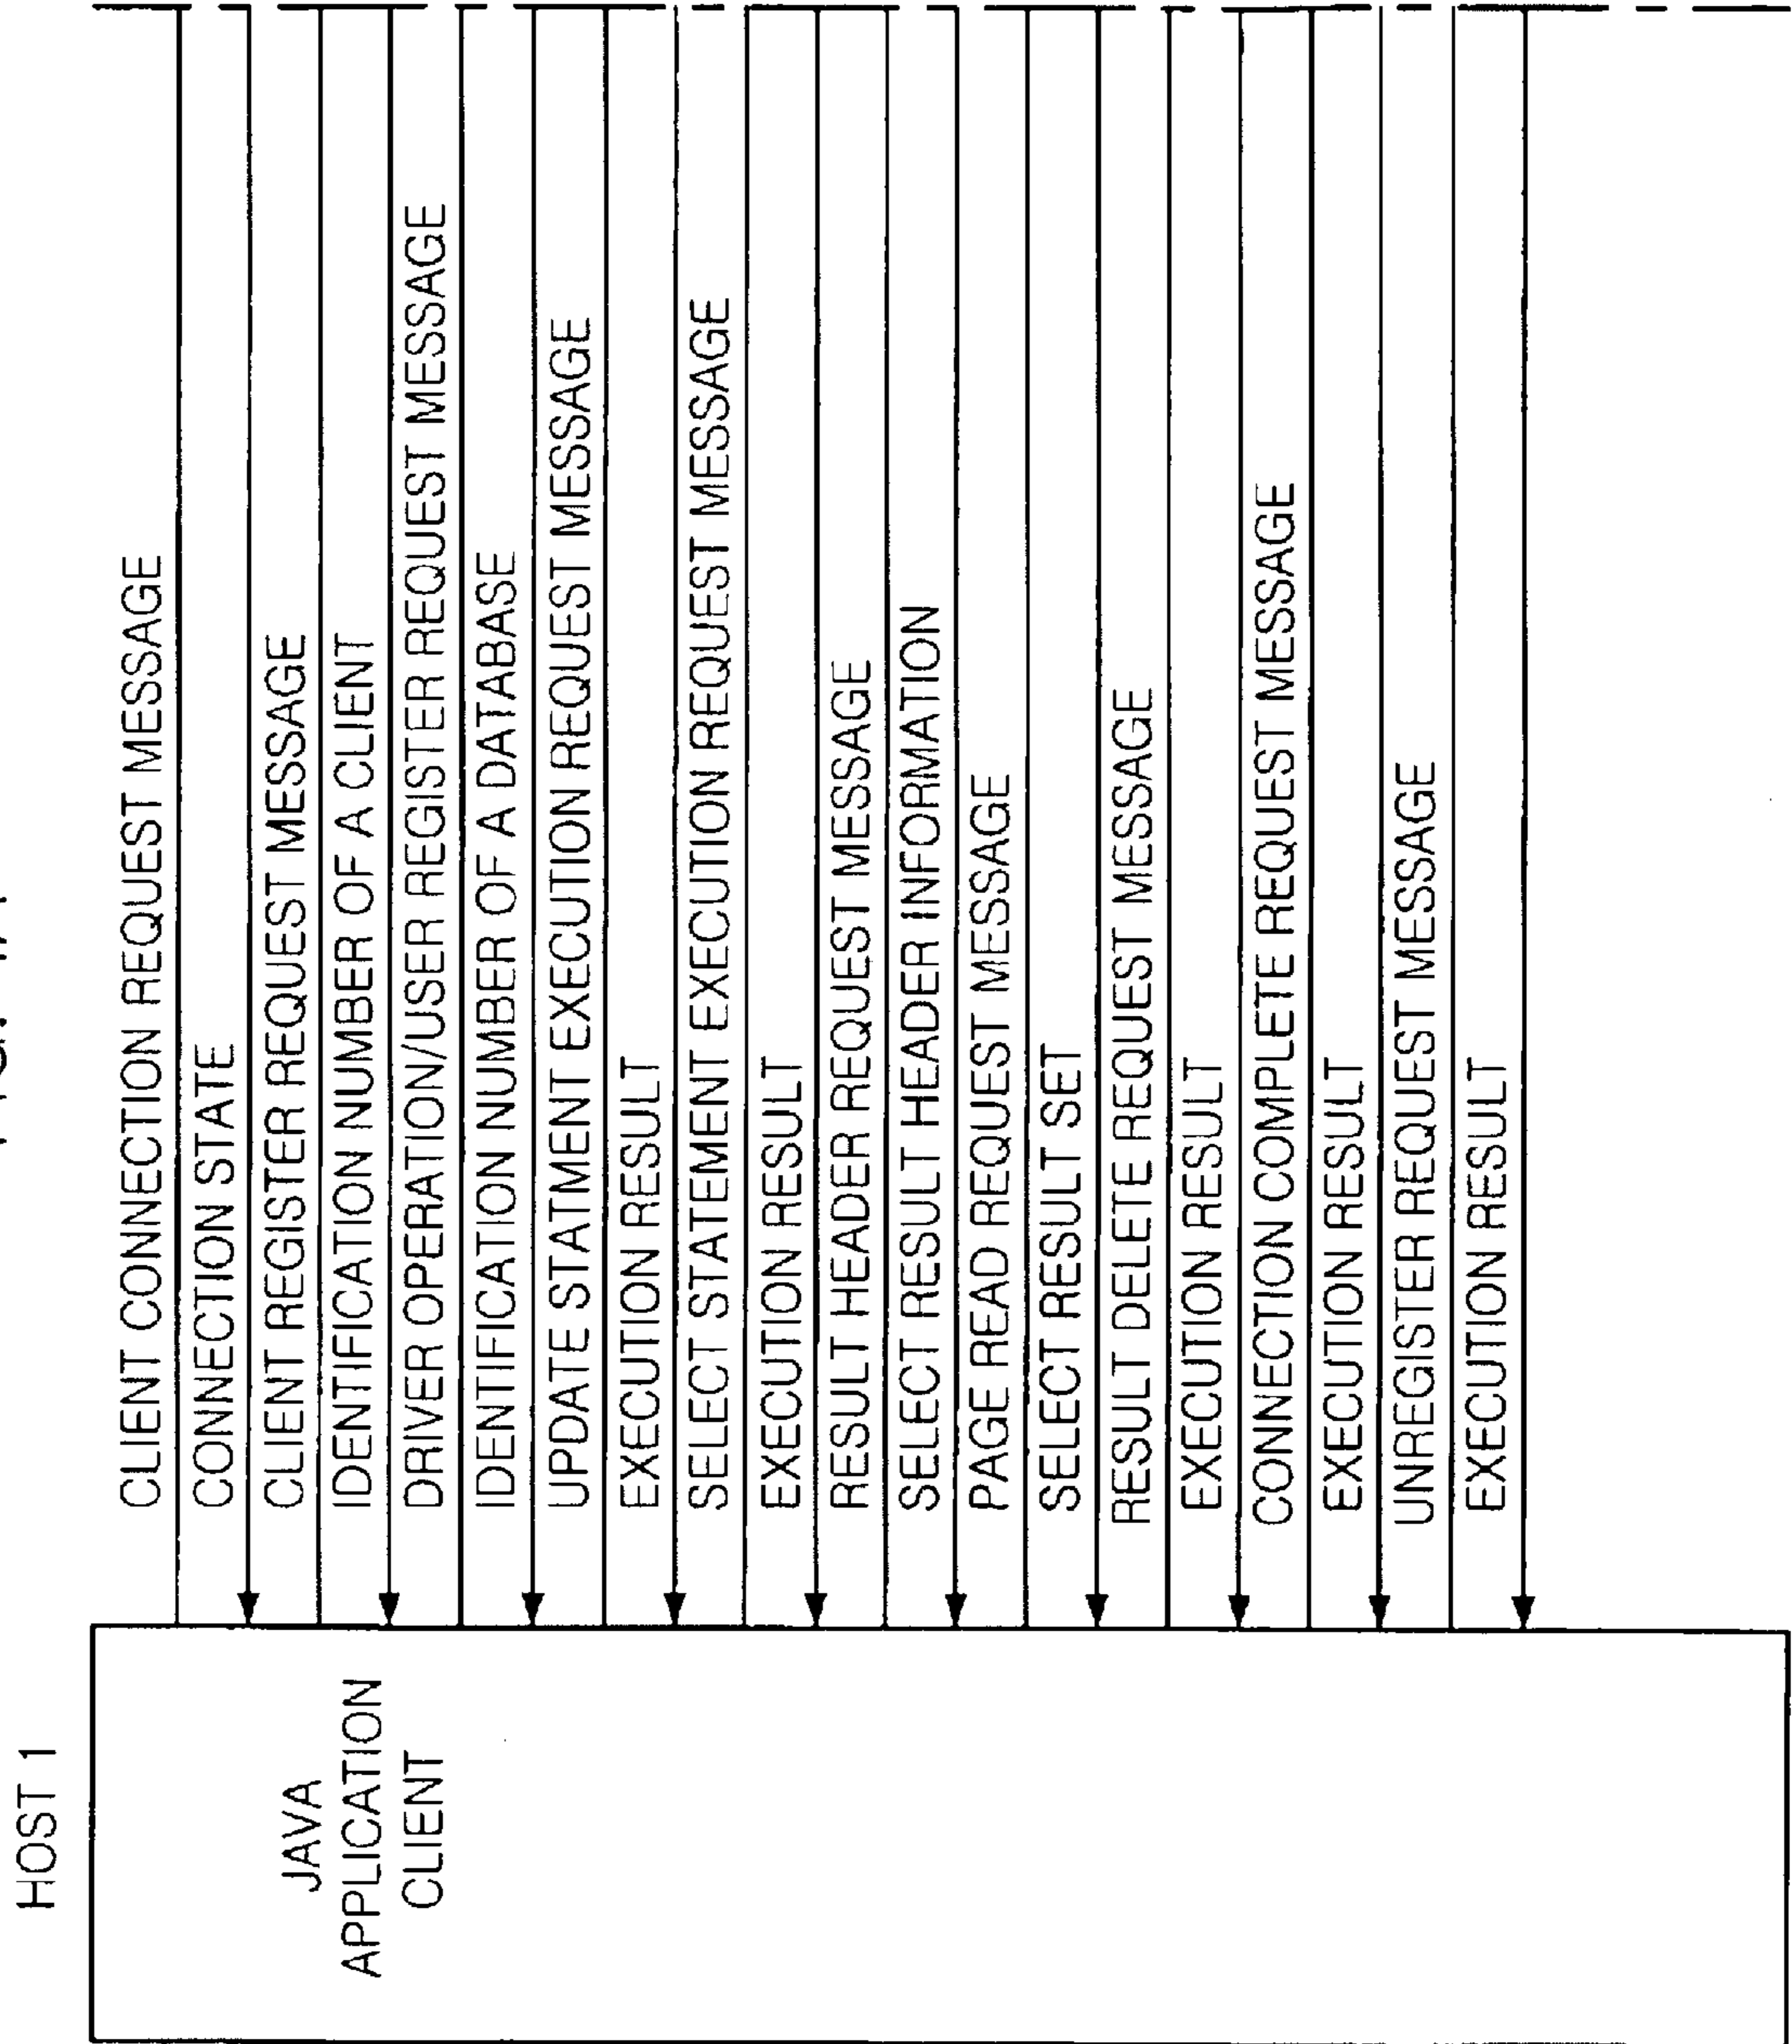 HOST 1
JAVA
APPLICATION
CLIENT
CLIENT CONNECTION REQUEST MESSAGE
CONNECTION STATE
CLIENT REGISTER REQUEST MESSAGE
IDENTIFICATION NUMBER OF A CLIENT
DRIVER OPERATION/USER REGISTER REQUEST MESSAGE
IDENTIFICATION NUMBER OF A DATABASE
UPDATE STATMENT EXECUTION REQUEST MESSAGE
EXECUTION RESULT
SELECT STATEMENT EXECUTION REQUEST MESSAGE
EXECUTION RESULT
RESULT HEADER REQUEST MESSAGE
SELECT RESULT HEADER INFORMATION
PAGE READ REQUEST MESSAGE
SELECT RESULT SET
RESULT DELETE REQUEST MESSAGE
EXECUTION RESULT
CONNECTION COMPLETE REQUEST MESSAGE
EXECUTION RESULT
UNREGISTER REQUEST MESSAGE
EXECUTION RESULT